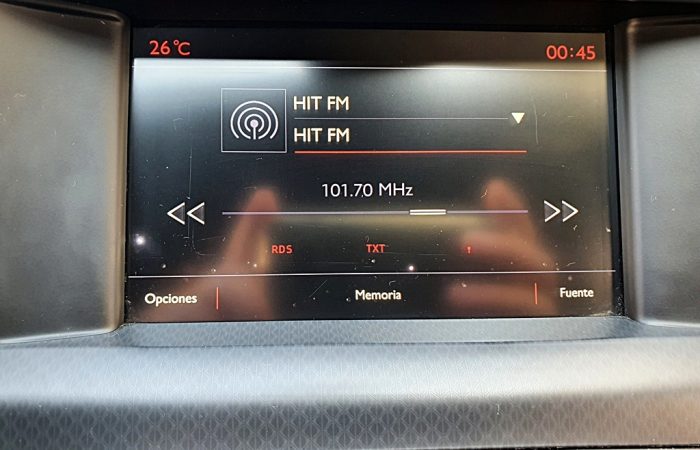 26°C 00:45
HIT FM
HIT FM
101.70 MHz
RDS TXT
Opciones Memoria Fuente